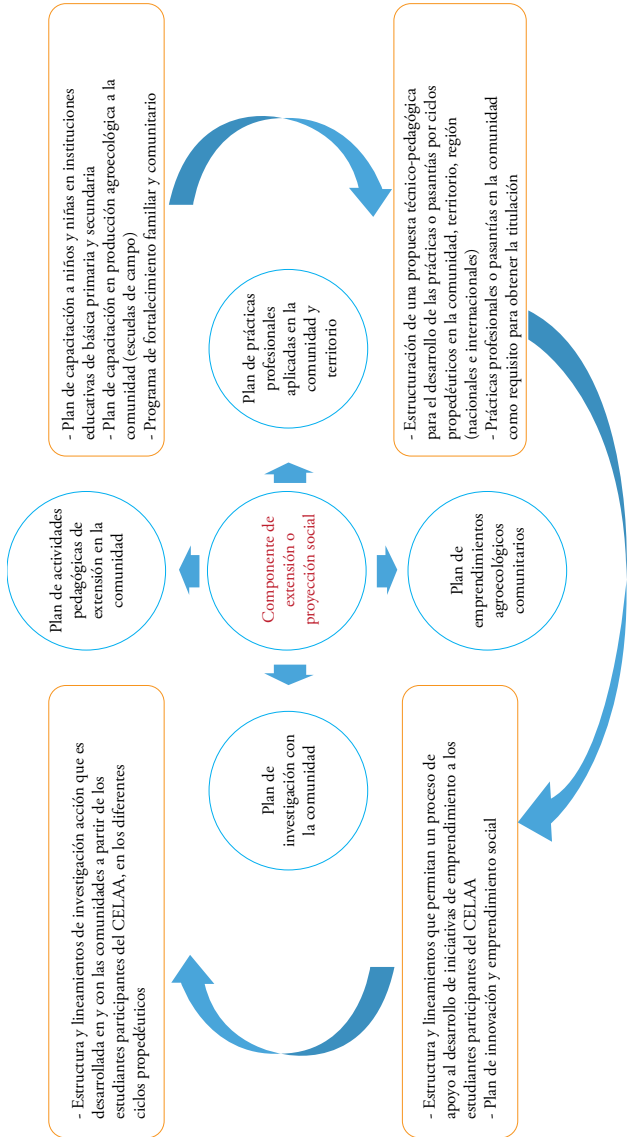 - Estructura y lineamientos de investigación acción que es
desarrollada en y con las comunidades a partir de los
estudiantes participantes del CELAA, en los diferentes
ciclos propedéuticos
Plan de actividades
pedagógicas de
extensión en la
comunidad
- Plan de capacitación a niños y niñas en instituciones
educativas de básica primaria y secundaria
- Plan de capacitación en producción agroecológica a la
comunidad (escuelas de campo)
- Programa de fortalecimiento familiar y comunitario
Plan de
investigación con
la comunidad
Componente de
extensión o
proyección social
Plan de prácticas
profesionales
aplicadas en la
comunidad y
territorio
- Estructura y lineamientos que permitan un proceso de
apoyo al desarrollo de iniciativas de emprendimiento a los
estudiantes participantes del CELAA
- Plan de innovación y emprendimiento social
Plan de
emprendimientos
agroecológicos
comunitarios
- Estructuración de una propuesta técnico-pedagógica
para el desarrollo de las prácticas o pasantías por ciclos
propedéuticos en la comunidad, territorio, región
(nacionales e internacionales)
- Prácticas profesionales o pasantías en la comunidad
como requisito para obtener la titulación